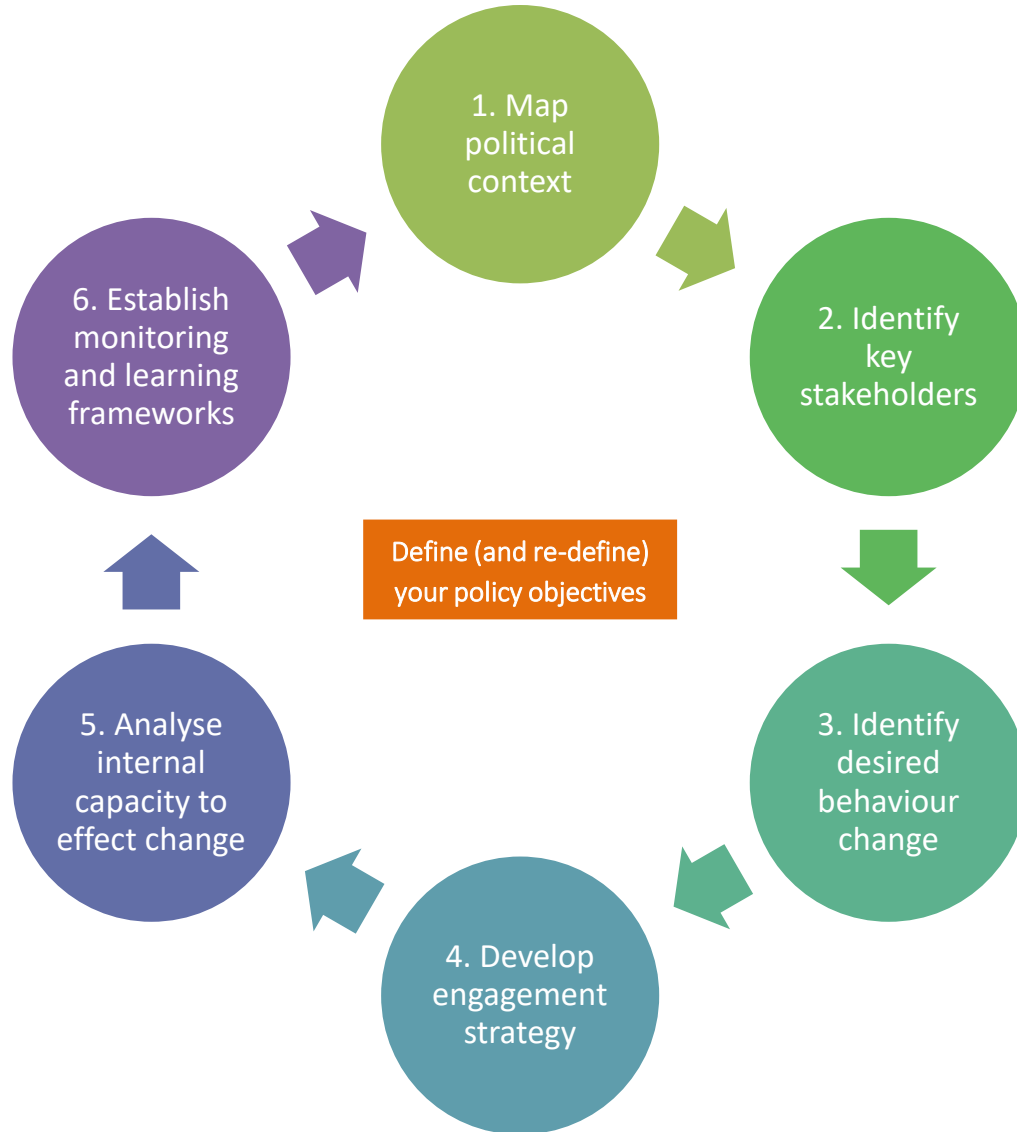 1. Map
political
context
2. Identify
key
stakeholders
3. Identify
desired
behaviour
change
4. Develop
engagement
strategy
5. Analyse
internal
capacity to
effect change
6. Establish
monitoring
and learning
frameworks
Define (and re-define)
your policy objectives